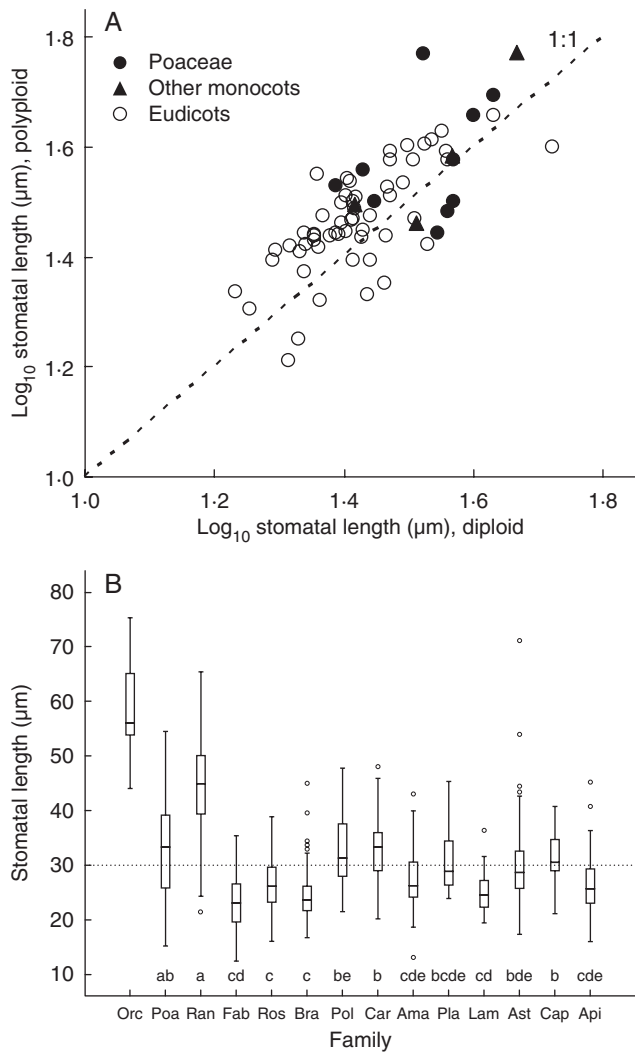 A
1:1
Poaceae
Other monocots
Eudicots
Log10 stomatal length (µm), polyploid
1·8
1·6
1·4
1·2
1·0
1·0 1·2 1·4 1·6 1·8
Log10 stomatal length (µm), diploid
B
Stomatal length (µm)
80
70
60
50
40
30
20
10
ab a cd c c be b cde bcde cd bde b cde
Orc Poa Ran Fab Ros Bra Pol Car Ama Pla Lam Ast Cap Api
Family